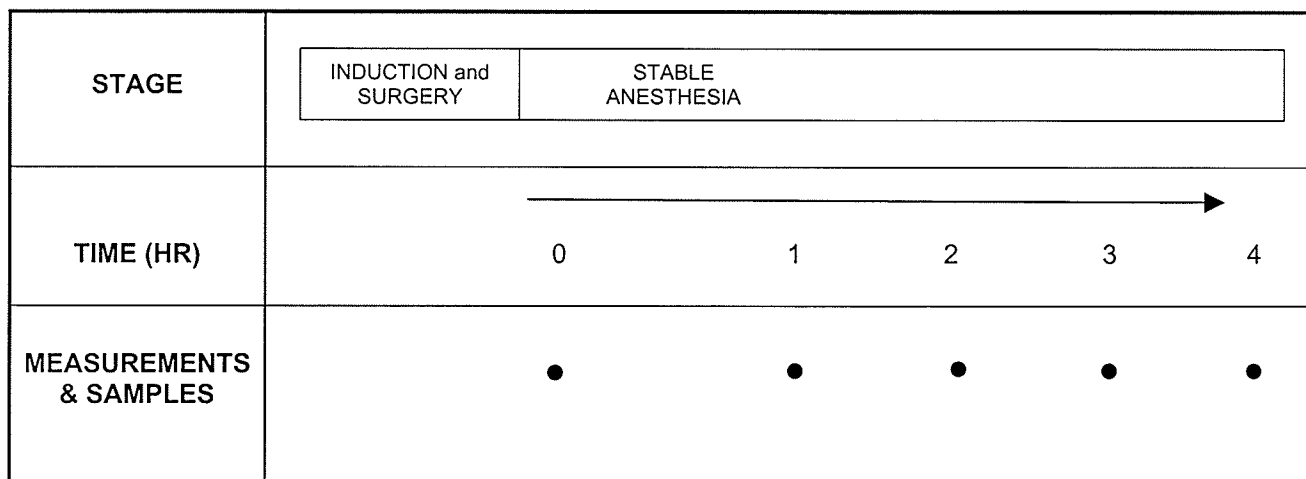 STAGE
INDUCTION and
SURGERY
STABLE
ANESTHESIA
TIME (HR)
0 1 2 3 4
MEASUREMENTS
& SAMPLES